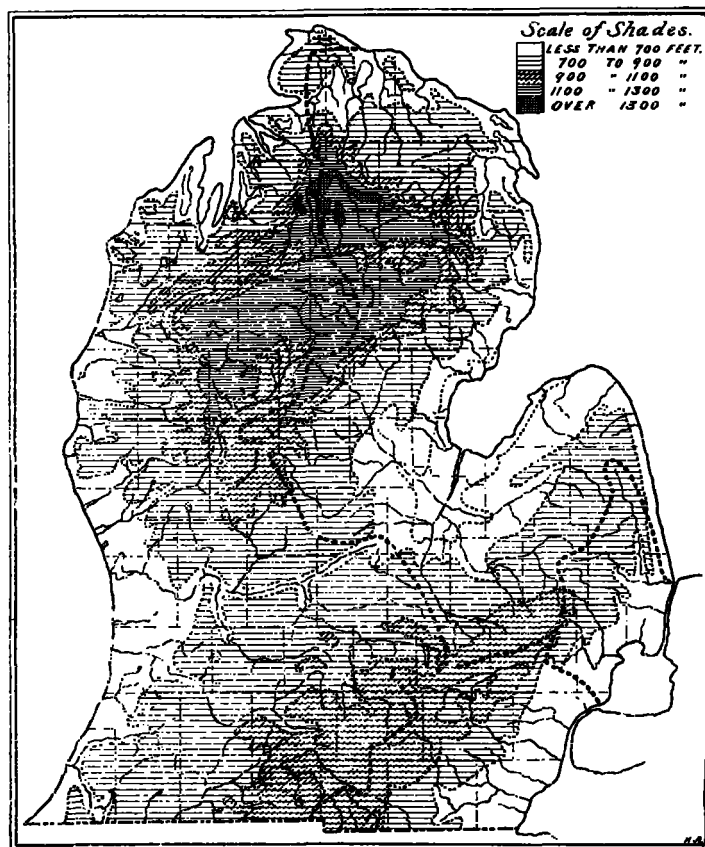 Scale of Shades.
LESS THAN 700 FEET.
700 TO 900 "
900 " 1100 "
1100 " 1300 "
OVER 1300 "